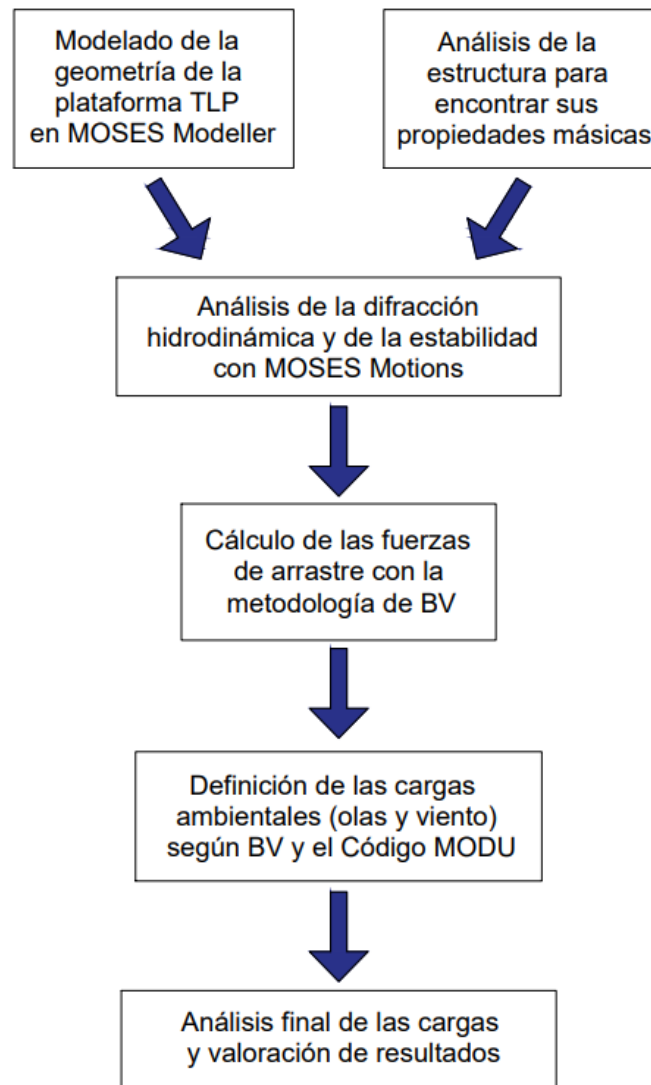 Modelado de la
geometría de la
plataforma TLP
en MOSES Modeller
Análisis de la
estructura para
encontrar sus
propiedades másicas
Análisis de la difracción
hidrodinámica y de la estabilidad
con MOSES Motions
Cálculo de las fuerzas
de arrastre con la
metodología de BV
Definición de las cargas
ambientales (olas y viento)
según BV y el Código MODU
Análisis final de las cargas
y valoración de resultados